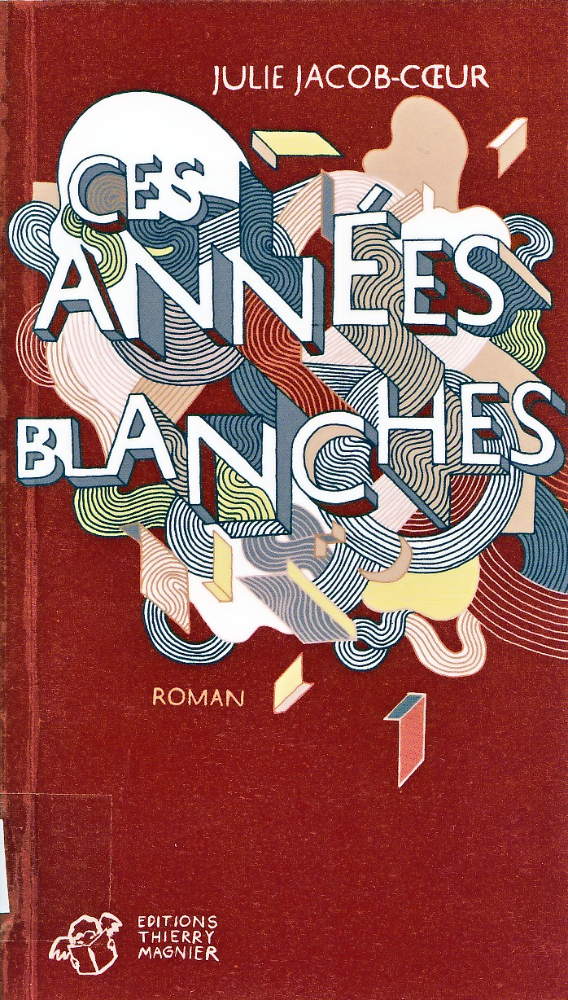 JULIE JACOB-CŒUR
CES
ANNÉES
BLANCHES
ROMAN
EDITIONS
THIERRY
MAGNIER